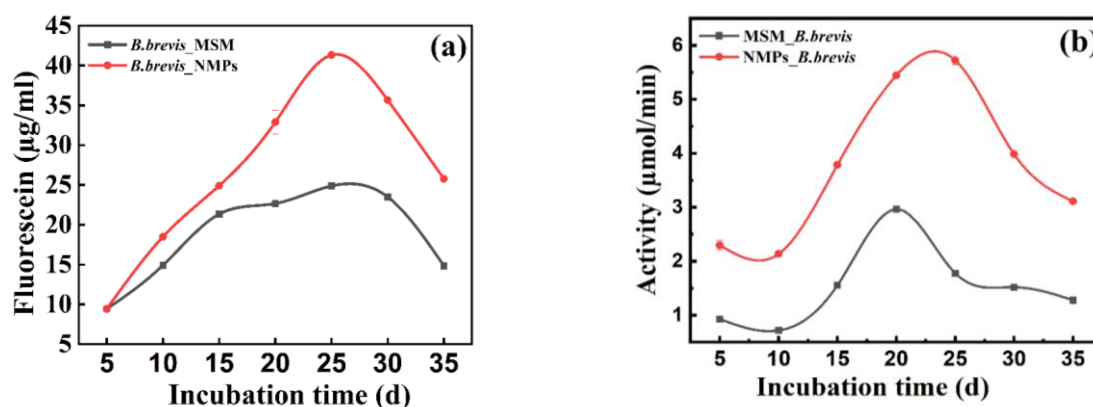 (a)
B.brevis_MSM
B.brevis_NMPs
Fluorescein (µg/ml)
45
40
35
30
25
20
15
10
5
5 10 15 20 25 30 35
Incubation time (d)
(b)
MSM_B.brevis
NMPs_B.brevis
Activity (µmol/min)
6
5
4
3
2
1
5 10 15 20 25 30 35
Incubation time (d)